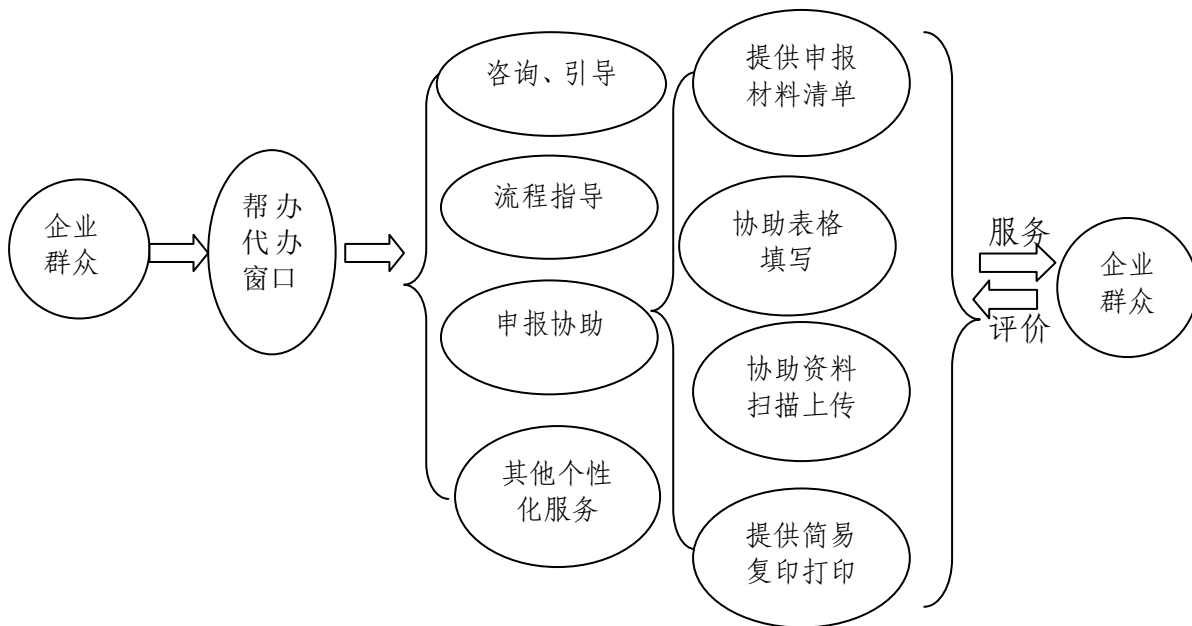 企业
群众
帮办
代办
窗口
咨询、引导
流程指导
申报协助
其他个性
化服务
提供申报
材料清单
协助表格
填写
协助资料
扫描上传
提供简易
复印打印
服务
评价
企业
群众